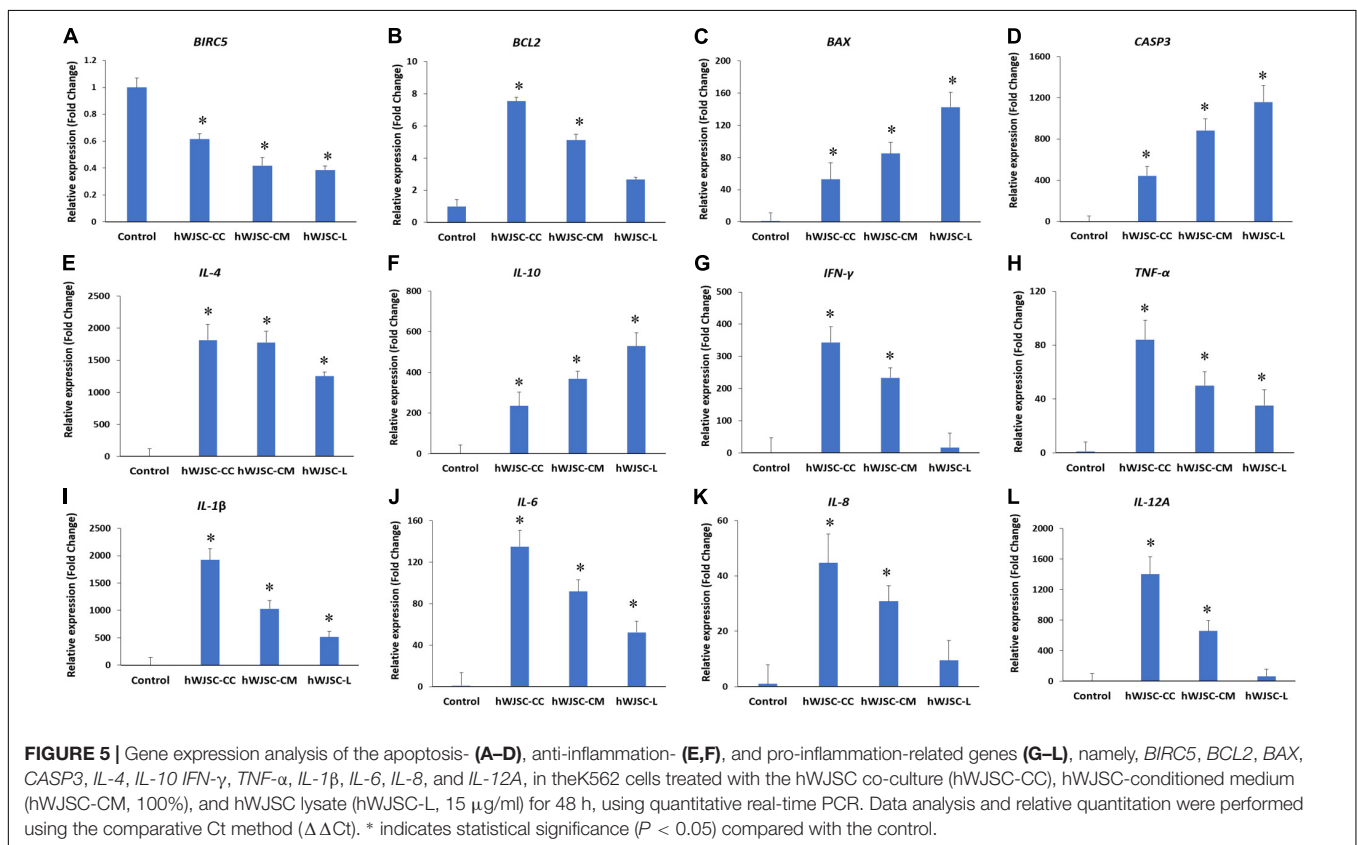 A
BIRC5
Relative expression (Fold Change)
1.2
1
0.8
0.6
0.4
0.2
0
*
*
*
Control hWJSC-CC hWJSC-CM hWJSC-L
B
BCL2
Relative expression (Fold Change)
10
8
6
4
2
0
*
*
Control hWJSC-CC hWJSC-CM hWJSC-L
C
BAX
Relative expression (Fold Change)
200
160
120
80
40
0
*
*
*
Control hWJSC-CC hWJSC-CM hWJSC-L
D
CASP3
Relative expression (Fold Change)
1600
1200
800
400
0
*
*
*
Control hWJSC-CC hWJSC-CM hWJSC-L
E
IL-4
Relative expression (Fold Change)
2500
2000
1500
1000
500
0
*
*
*
Control hWJSC-CC hWJSC-CM hWJSC-L
F
IL-10
Relative expression (Fold Change)
800
600
400
200
0
*
*
*
Control hWJSC-CC hWJSC-CM hWJSC-L
G
IFN-γ
Relative expression (Fold Change)
500
400
300
200
100
0
*
*
Control hWJSC-CC hWJSC-CM hWJSC-L
H
TNF-α
Relative expression (Fold Change)
120
80
40
0
*
*
*
Control hWJSC-CC hWJSC-CM hWJSC-L
I
IL-1β
Relative expression (Fold Change)
2500
2000
1500
1000
500
0
*
*
*
Control hWJSC-CC hWJSC-CM hWJSC-L
J
IL-6
Relative expression (Fold Change)
160
120
80
40
0
*
*
*
Control hWJSC-CC hWJSC-CM hWJSC-L
K
IL-8
Relative expression (Fold Change)
60
40
20
0
*
*
Control hWJSC-CC hWJSC-CM hWJSC-L
L
IL-12A
Relative expression (Fold Change)
2000
1600
1200
800
400
0
*
*
Control hWJSC-CC hWJSC-CM hWJSC-L
FIGURE 5 | Gene expression analysis of the apoptosis- (A–D), anti-inflammation- (E,F), and pro-inflammation-related genes (G–L), namely, BIRC5, BCL2, BAX,
CASP3, IL-4, IL-10 IFN-γ, TNF-α, IL-1β, IL-6, IL-8, and IL-12A, in theK562 cells treated with the hWJSC co-culture (hWJSC-CC), hWJSC-conditioned medium
(hWJSC-CM, 100%), and hWJSC lysate (hWJSC-L, 15 μg/ml) for 48 h, using quantitative real-time PCR. Data analysis and relative quantitation were performed
using the comparative Ct method (ΔΔCt). * indicates statistical significance (P < 0.05) compared with the control.